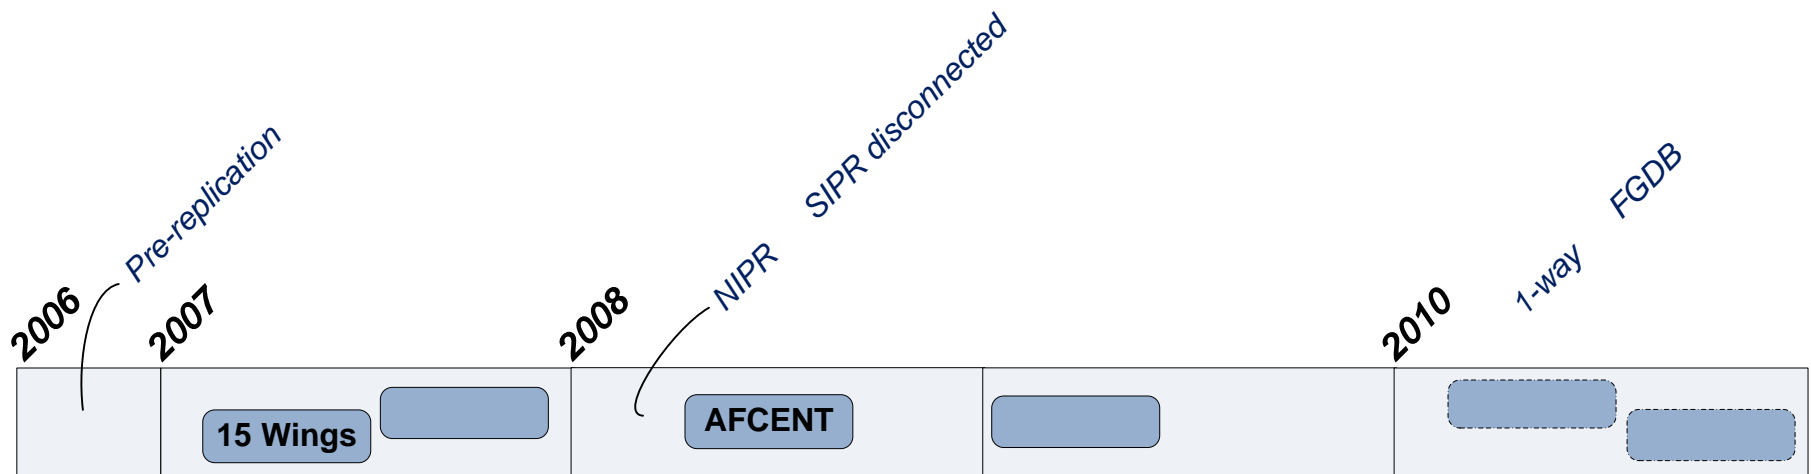 2006
Pre-replication
2007
2008
NIPR
SIPR disconnected
2010
1-way
FGDB
15 Wings
AFCENT